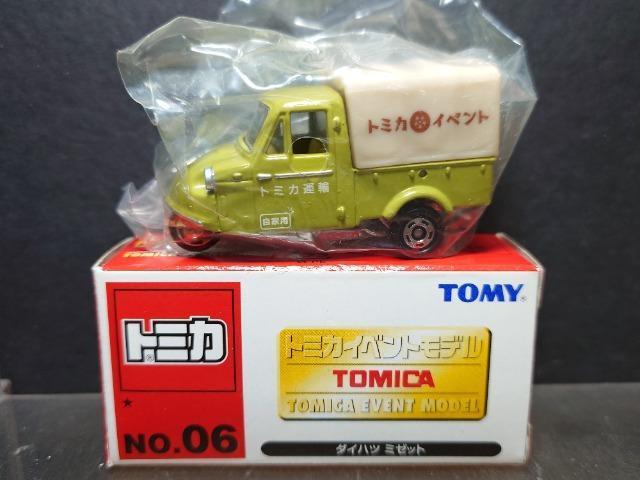 トミカ イベント
トミカ運輸
自家用
TOMY®
トミカ®
トミカイベントモデル
TOMICA
TOMICA EVENT MODEL
NO.06
ダイハツ ミゼット